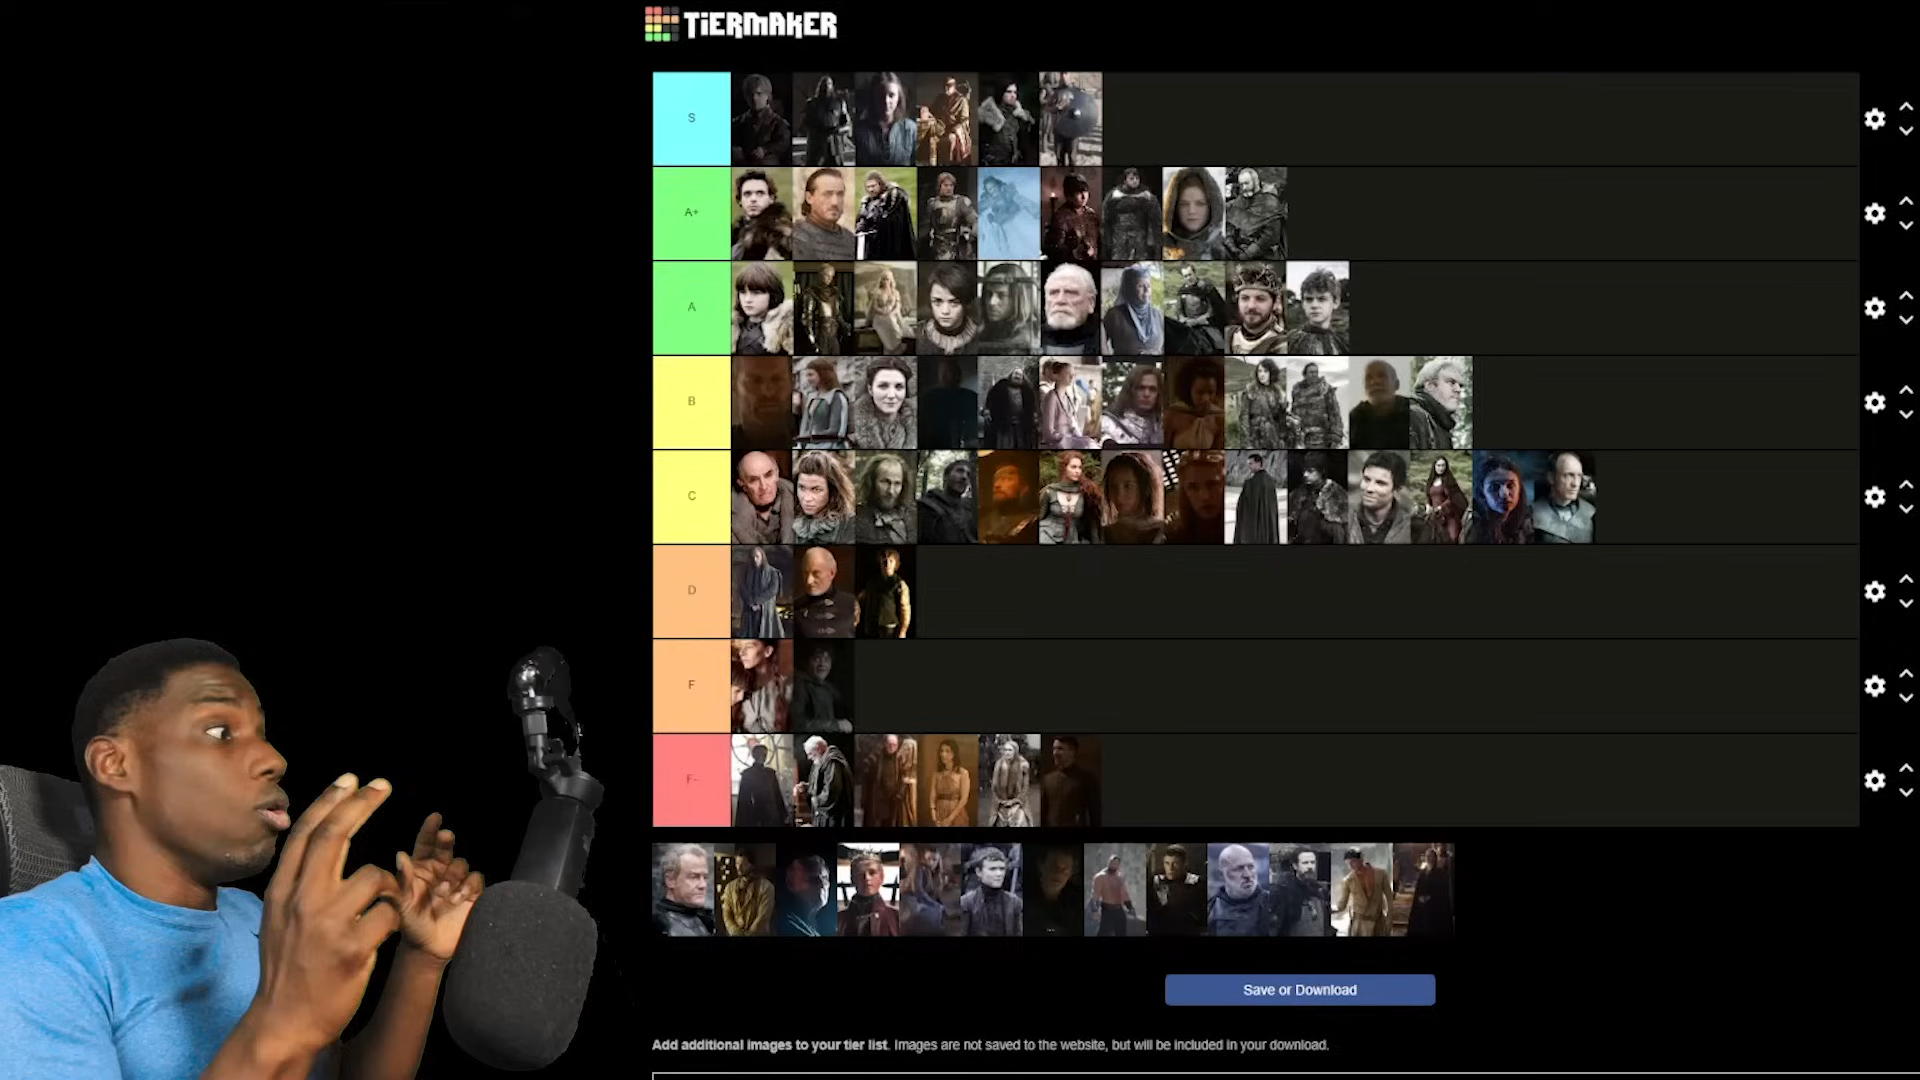 TiERMAKER
S
A+
A
B
C
D
F
F-
Save or Download
Add additional images to your tier list. Images are not saved to the website, but will be included in your download.